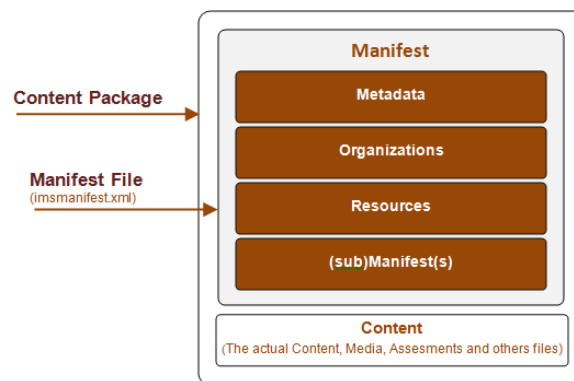 Manifest
Metadata
Content Package
Organizations
Manifest File
(imsmanifest.xml)
Resources
(sub)Manifest(s)
Content
(The actual Content, Media, Assesments and others files)